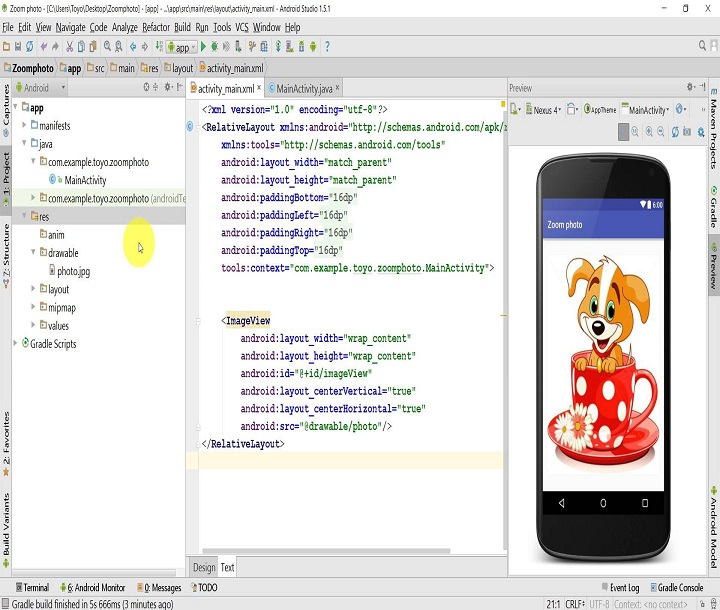 Zoom photo - [C:\Users\Toyo\Desktop\Zoomphoto] - [app] - ...\app\src\main\res\layout\activity_main.xml - Android Studio 1.5.1
File Edit View Navigate Code Analyze Refactor Build Run Tools VCS Window Help
app
Zoomphoto app src main res layout activity_main.xml
Android
activity_main.xml × MainActivity.java ×
Preview
Captures
1: Project
7: Structure
2: Favorites
Build Variants
app
manifests
java
com.example.toyo.zoomphoto
MainActivity
com.example.toyo.zoomphoto (androidTe
res
anim
drawable
photo.jpg
layout
mipmap
values
Gradle Scripts
<?xml version="1.0" encoding="utf-8"?>
<RelativeLayout xmlns:android="http://schemas.android.com/apk/r
xmlns:tools="http://schemas.android.com/tools"
android:layout_width="match_parent"
android:layout_height="match_parent"
android:paddingBottom="16dp"
android:paddingLeft="16dp"
android:paddingRight="16dp"
android:paddingTop="16dp"
tools:context="com.example.toyo.zoomphoto.MainActivity">
<ImageView
android:layout_width="wrap_content"
android:layout_height="wrap_content"
android:id="@+id/imageView"
android:layout_centerVertical="true"
android:layout_centerHorizontal="true"
android:src="@drawable/photo"/>
</RelativeLayout>
Design Text
Nexus 4 AppTheme MainActivity
6:00
Zoom photo
Maven Projects
Gradle
Preview
Android Model
Terminal 6: Android Monitor 0: Messages TODO
Event Log Gradle Console
Gradle build finished in 5s 666ms (3 minutes ago)
21:1 CRLF UTF-8 Context: <no context>